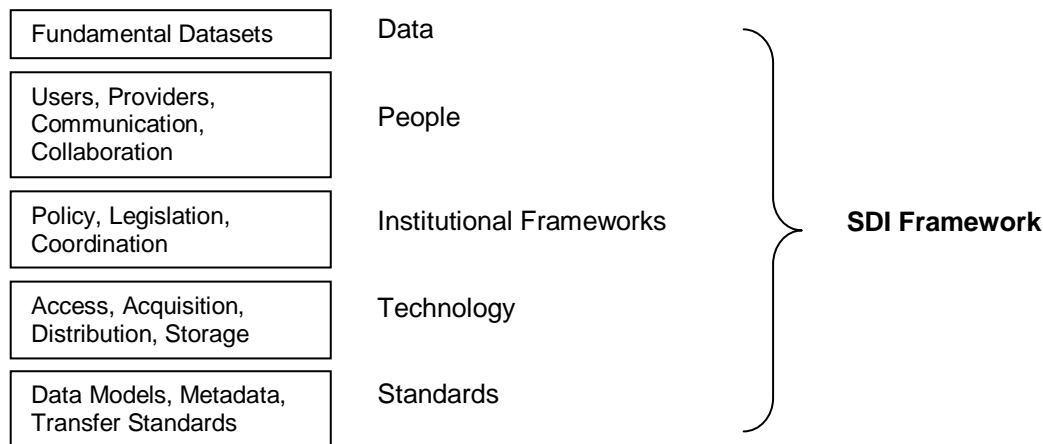 Fundamental Datasets
Data
Users, Providers,
Communication,
Collaboration
People
Policy, Legislation,
Coordination
Institutional Frameworks
SDI Framework
Access, Acquisition,
Distribution, Storage
Technology
Data Models, Metadata,
Transfer Standards
Standards